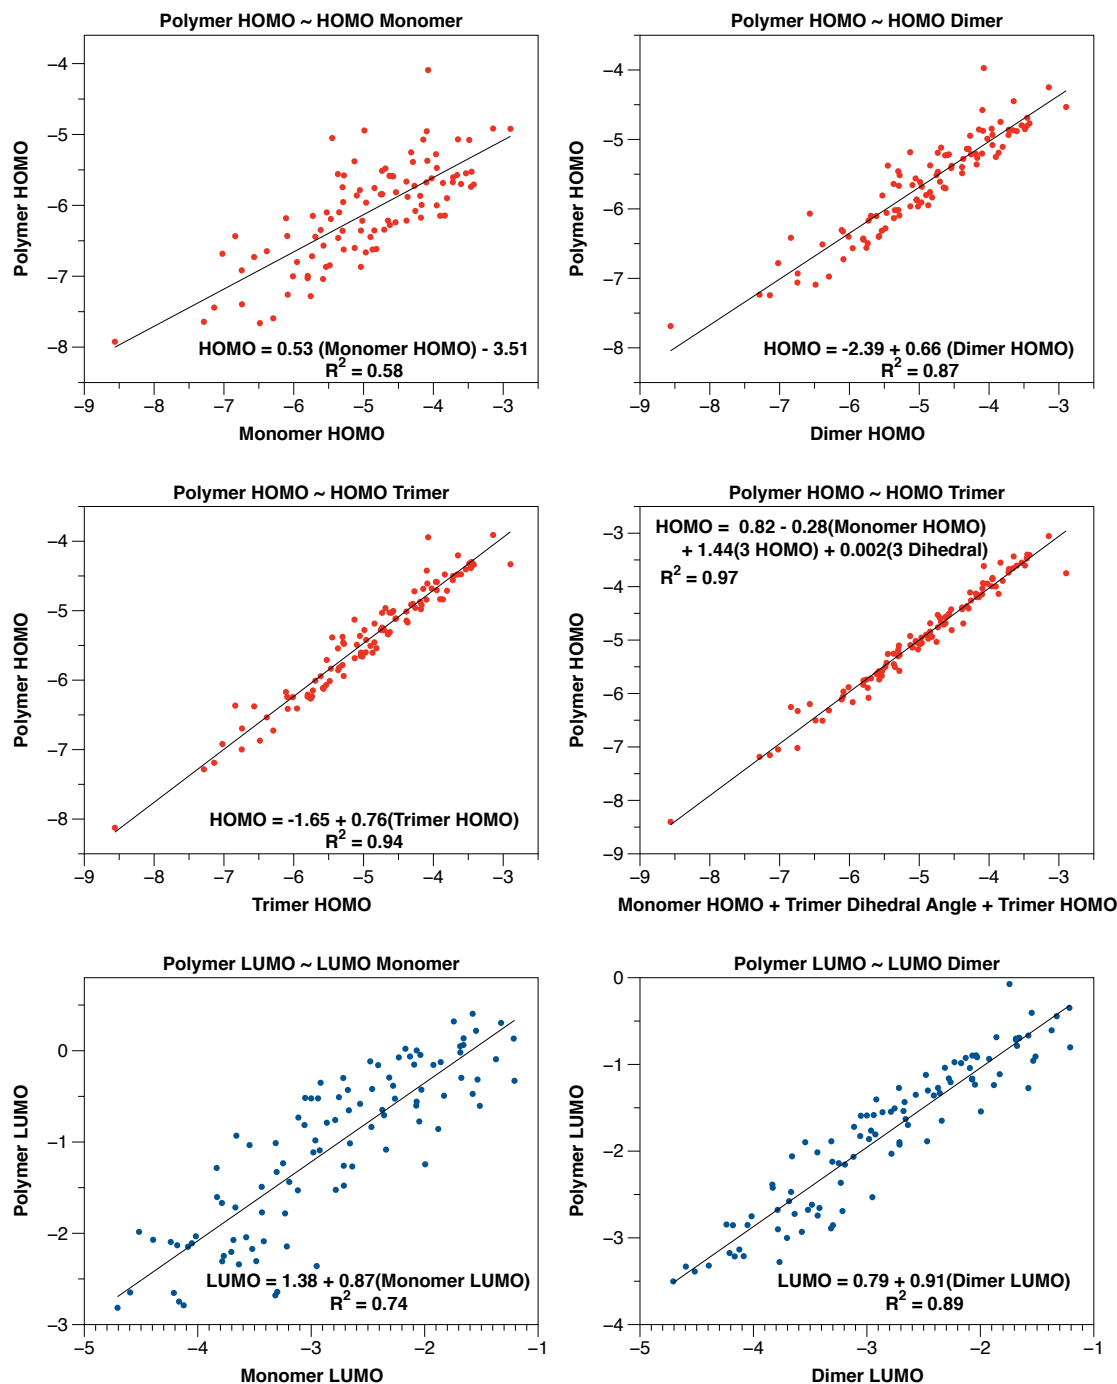 Polymer HOMO ~ HOMO Monomer
−4
−5
−6
−7
−8
Polymer HOMO
HOMO = 0.53 (Monomer HOMO) - 3.51
R² = 0.58
−9 −8 −7 −6 −5 −4 −3
Monomer HOMO
Polymer HOMO ~ HOMO Dimer
−4
−5
−6
−7
−8
Polymer HOMO
HOMO = -2.39 + 0.66 (Dimer HOMO)
R² = 0.87
−9 −8 −7 −6 −5 −4 −3
Dimer HOMO
Polymer HOMO ~ HOMO Trimer
−4
−5
−6
−7
−8
Polymer HOMO
HOMO = -1.65 + 0.76(Trimer HOMO)
R² = 0.94
−9 −8 −7 −6 −5 −4 −3
Trimer HOMO
Polymer HOMO ~ HOMO Trimer
HOMO = 0.82 - 0.28(Monomer HOMO)
+ 1.44(3 HOMO) + 0.002(3 Dihedral)
R² = 0.97
−3
−4
−5
−6
−7
−8
−9
Polymer HOMO
−9 −8 −7 −6 −5 −4 −3
Monomer HOMO + Trimer Dihedral Angle + Trimer HOMO
Polymer LUMO ~ LUMO Monomer
0
−1
−2
−3
Polymer LUMO
LUMO = 1.38 + 0.87(Monomer LUMO)
R² = 0.74
−5 −4 −3 −2 −1
Monomer LUMO
Polymer LUMO ~ LUMO Dimer
0
−1
−2
−3
−4
Polymer LUMO
LUMO = 0.79 + 0.91(Dimer LUMO)
R² = 0.89
−5 −4 −3 −2 −1
Dimer LUMO